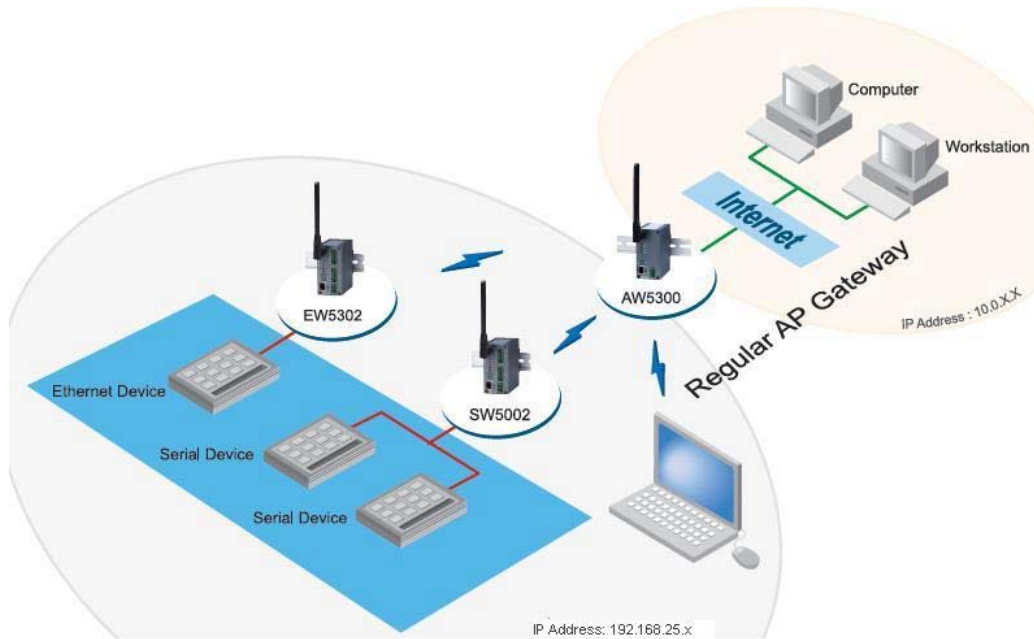 Computer
Workstation
Internet
Regular AP Gateway
IP Address : 10.0.X.X
EW5302
AW5300
SW5002
Ethernet Device
Serial Device
Serial Device
IP Address: 192.168.25.x